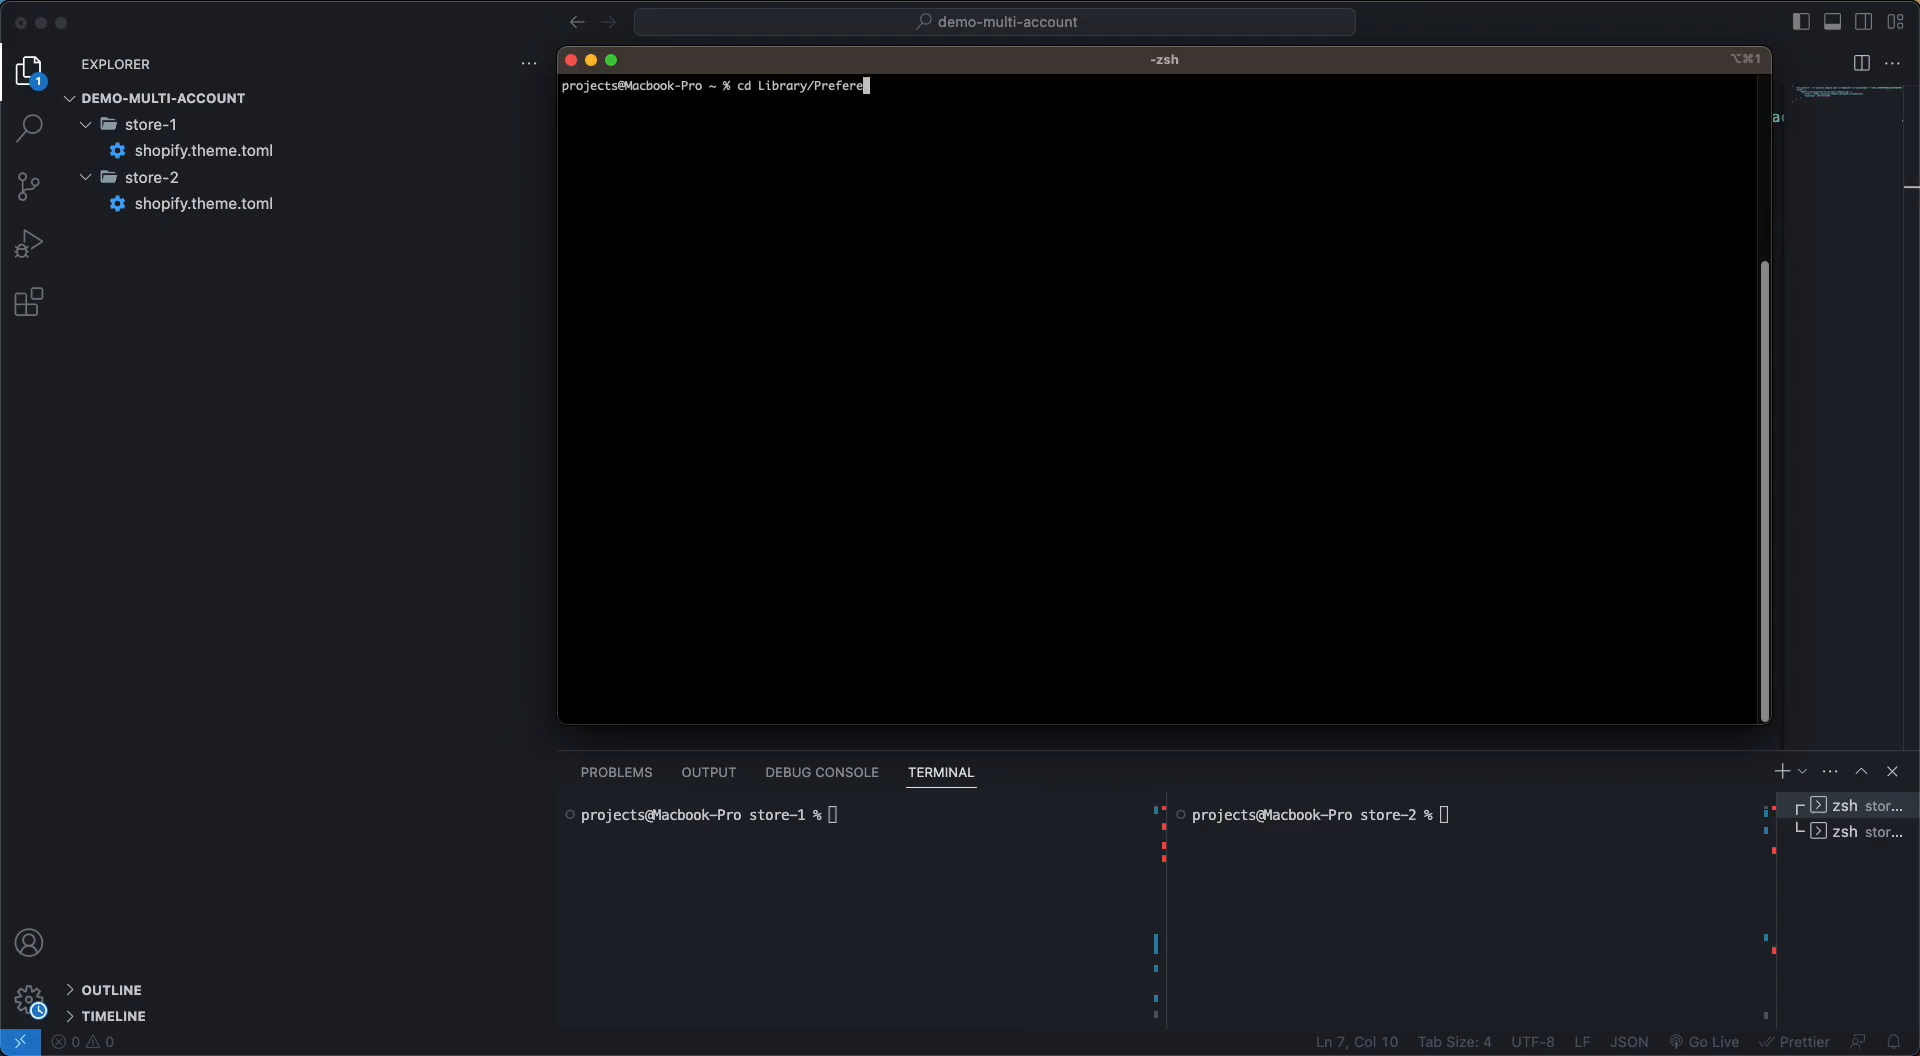 demo-multi-account
EXPLORER
1
DEMO-MULTI-ACCOUNT
store-1
shopify.theme.toml
store-2
shopify.theme.toml
-zsh
⌥⌘1
projects@Macbook-Pro ~ % cd Library/Prefere
PROBLEMS OUTPUT DEBUG CONSOLE TERMINAL
projects@Macbook-Pro store-1 %
projects@Macbook-Pro store-2 %
zsh stor...
zsh stor...
OUTLINE
TIMELINE
0 0
Ln 7, Col 10 Tab Size: 4 UTF-8 LF JSON Go Live Prettier